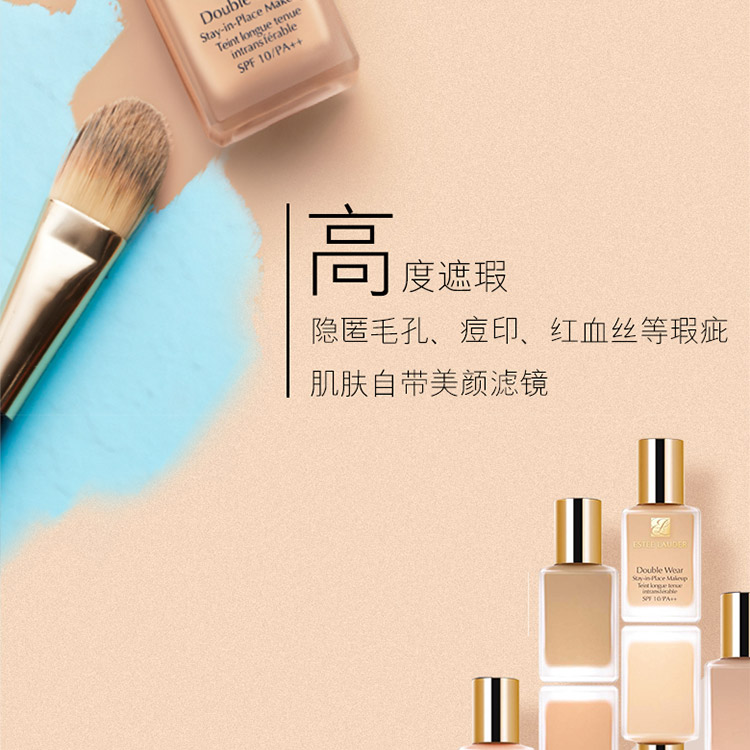 Double
Stay-in-Place Make
Teint longue tenue
intransférable
SPF 10/PA++
高度遮瑕
隐匿毛孔、痘印、红血丝等瑕疵
肌肤自带美颜滤镜
ESTEE LAUDER
Double Wear
Stay-in-Place Makeup
Teint longue tenue
intransférable
SPF 10/PA++